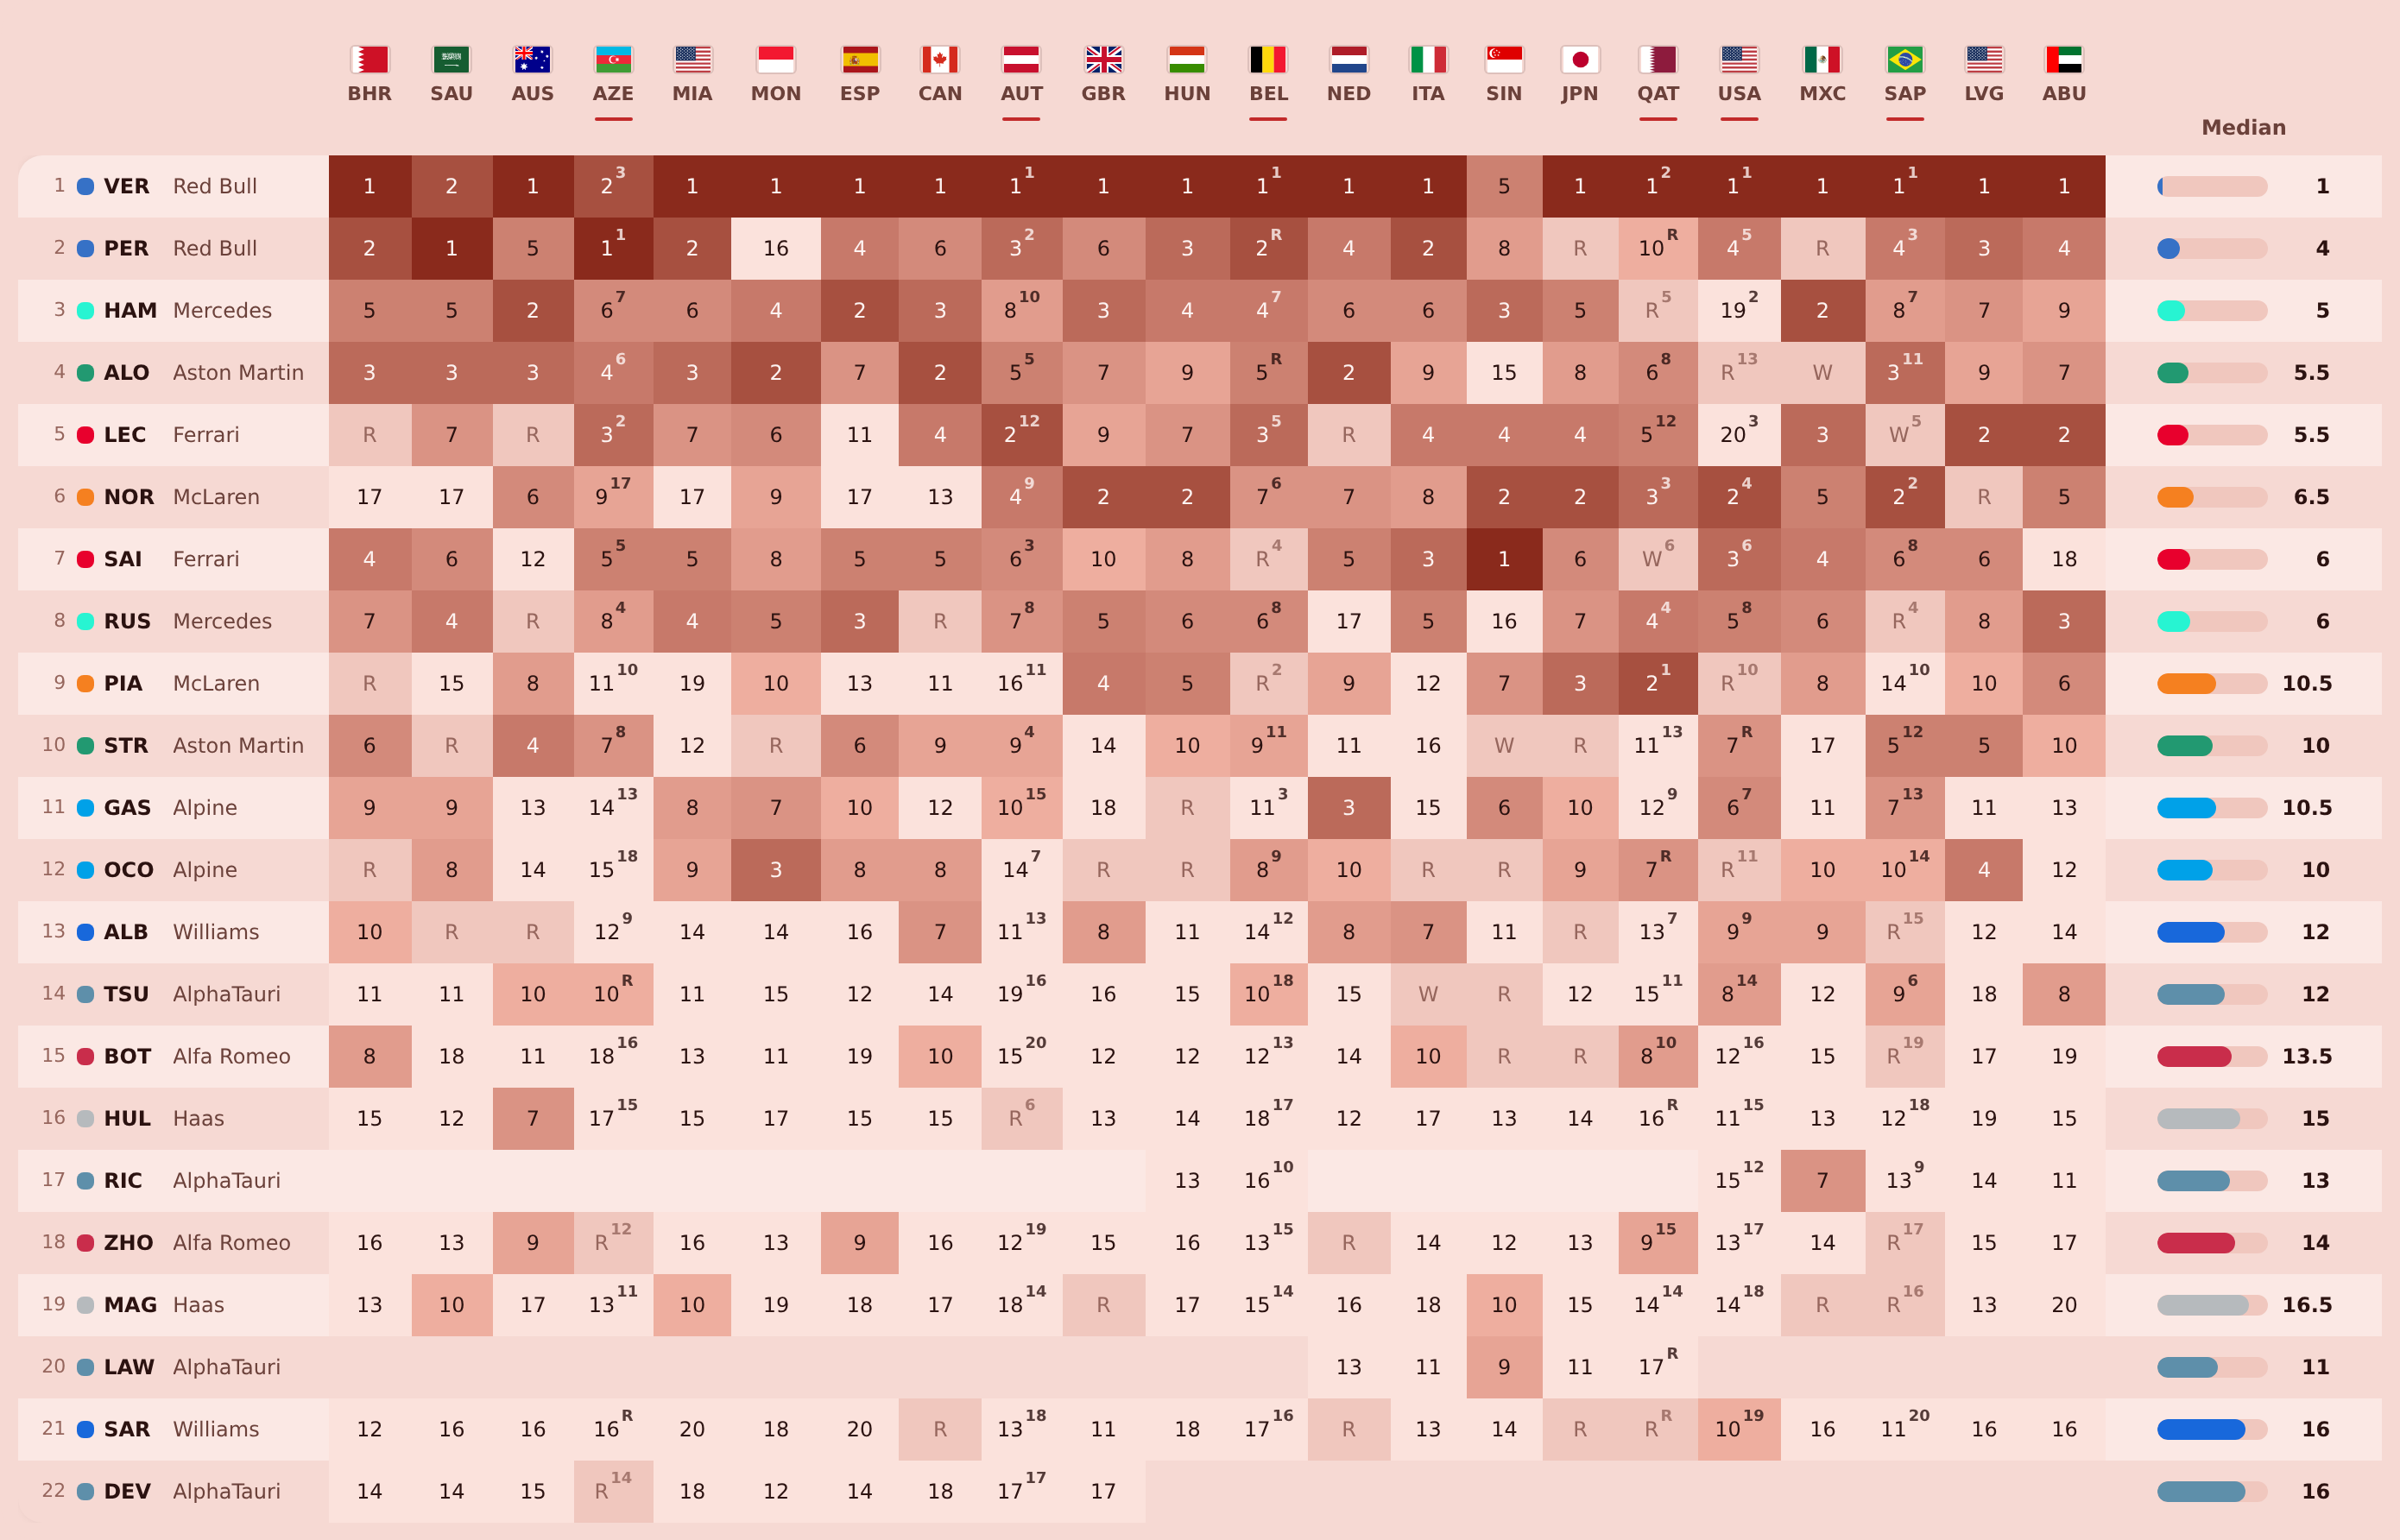 BHR SAU AUS AZE MIA MON ESP CAN AUT GBR HUN BEL NED ITA SIN JPN QAT USA MXC SAP LVG ABU
Median
1 VER Red Bull 1 2 1 2 3 1 1 1 1 1 1 1 1 1 1 1 1 5 1 1 2 1 1 1 1 1 1 1 1
2 PER Red Bull 2 1 5 1 1 2 16 4 6 3 2 6 3 2 R 4 2 8 R 10 R 4 5 R 4 3 3 4 4
3 HAM Mercedes 5 5 2 6 7 6 4 2 3 8 10 3 4 4 7 6 6 3 5 R 5 19 2 2 8 7 7 9 5
4 ALO Aston Martin 3 3 3 4 6 3 2 7 2 5 5 7 9 5 R 2 9 15 8 6 8 R 13 W 3 11 9 7 5.5
5 LEC Ferrari R 7 R 3 2 7 6 11 4 2 12 9 7 3 5 R 4 4 4 5 12 20 3 3 W 5 2 2 5.5
6 NOR McLaren 17 17 6 9 17 17 9 17 13 4 9 2 2 7 6 7 8 2 2 3 3 2 4 5 2 2 R 5 6.5
7 SAI Ferrari 4 6 12 5 5 5 8 5 5 6 3 10 8 R 4 5 3 1 6 W 6 3 6 4 6 8 6 18 6
8 RUS Mercedes 7 4 R 8 4 4 5 3 R 7 8 5 6 6 8 17 5 16 7 4 4 5 8 6 R 4 8 3 6
9 PIA McLaren R 15 8 11 10 19 10 13 11 16 11 4 5 R 2 9 12 7 3 2 1 R 10 8 14 10 10 6 10.5
10 STR Aston Martin 6 R 4 7 8 12 R 6 9 9 4 14 10 9 11 11 16 W R 11 13 7 R 17 5 12 5 10 10
11 GAS Alpine 9 9 13 14 13 8 7 10 12 10 15 18 R 11 3 3 15 6 10 12 9 6 7 11 7 13 11 13 10.5
12 OCO Alpine R 8 14 15 18 9 3 8 8 14 7 R R 8 9 10 R R 9 7 R R 11 10 10 14 4 12 10
13 ALB Williams 10 R R 12 9 14 14 16 7 11 13 8 11 14 12 8 7 11 R 13 7 9 9 9 R 15 12 14 12
14 TSU AlphaTauri 11 11 10 10 R 11 15 12 14 19 16 16 15 10 18 15 W R 12 15 11 8 14 12 9 6 18 8 12
15 BOT Alfa Romeo 8 18 11 18 16 13 11 19 10 15 20 12 12 12 13 14 10 R R 8 10 12 16 15 R 19 17 19 13.5
16 HUL Haas 15 12 7 17 15 15 17 15 15 R 6 13 14 18 17 12 17 13 14 16 R 11 15 13 12 18 19 15 15
17 RIC AlphaTauri 13 16 10 15 12 7 13 9 14 11 13
18 ZHO Alfa Romeo 16 13 9 R 12 16 13 9 16 12 19 15 16 13 15 R 14 12 13 9 15 13 17 14 R 17 15 17 14
19 MAG Haas 13 10 17 13 11 10 19 18 17 18 14 R 17 15 14 16 18 10 15 14 14 14 18 R R 16 13 20 16.5
20 LAW AlphaTauri 13 11 9 11 17 R 11
21 SAR Williams 12 16 16 16 R 20 18 20 R 13 18 11 18 17 16 R 13 14 R R R 10 19 16 11 20 16 16 16
22 DEV AlphaTauri 14 14 15 R 14 18 12 14 18 17 17 17 16